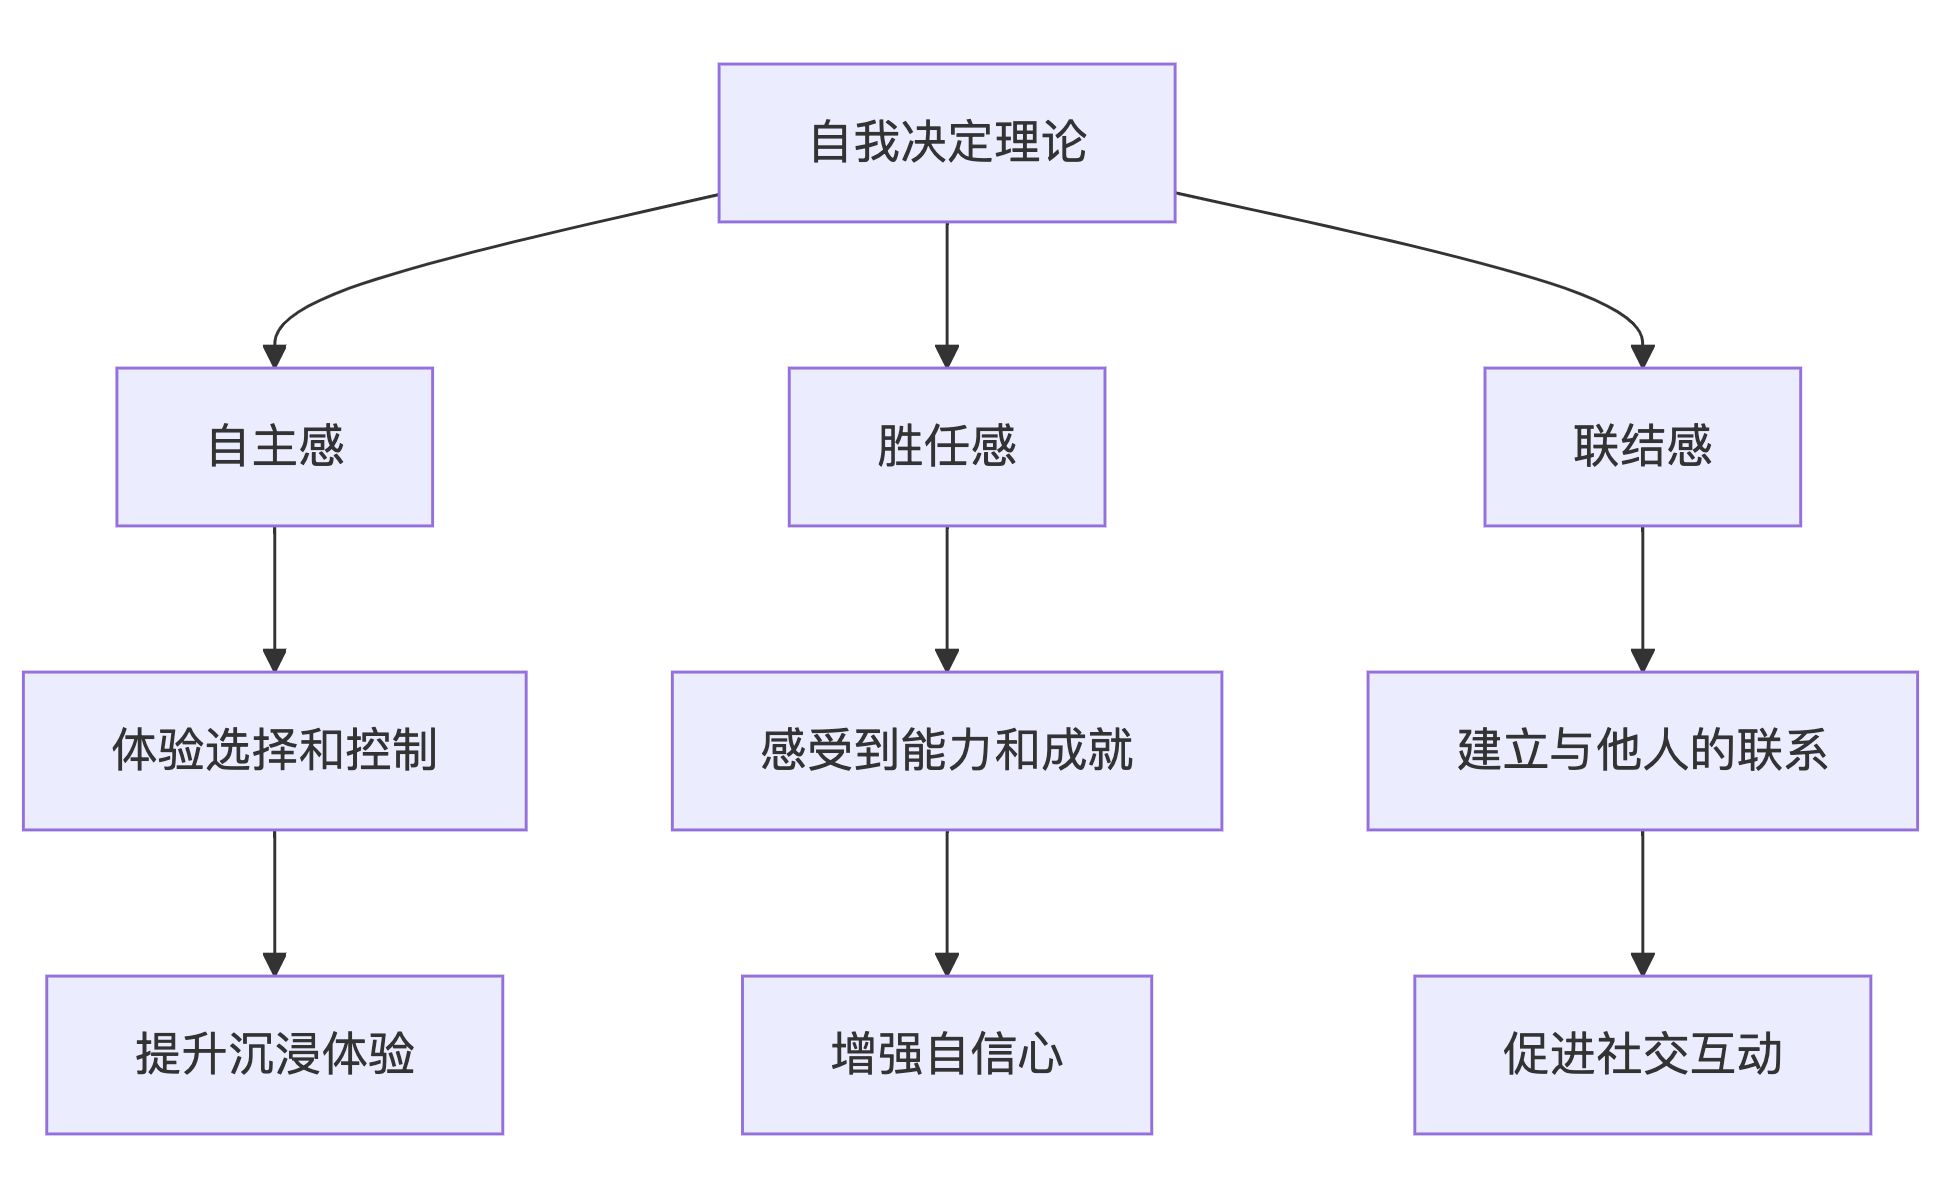 自我决定理论
自主感
胜任感
联结感
体验选择和控制
感受到能力和成就
建立与他人的联系
提升沉浸体验
增强自信心
促进社交互动